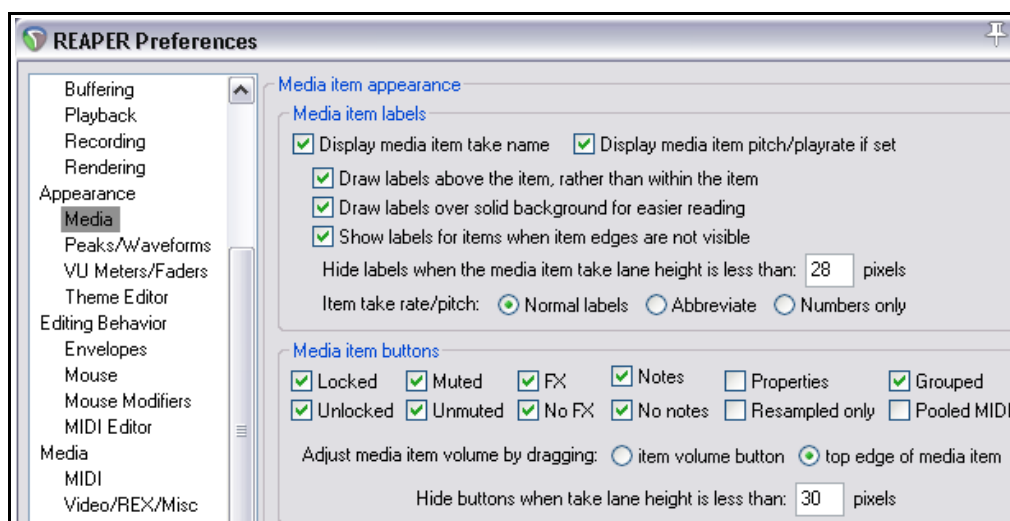 REAPER Preferences
Buffering
Playback
Recording
Rendering
Appearance
Media
Peaks/Waveforms
VU Meters/Faders
Theme Editor
Editing Behavior
Envelopes
Mouse
Mouse Modifiers
MIDI Editor
Media
MIDI
Video/REX/Misc
Media item appearance
Media item labels
Display media item take name Display media item pitch/playrate if set
Draw labels above the item, rather than within the item
Draw labels over solid background for easier reading
Show labels for items when item edges are not visible
Hide labels when the media item take lane height is less than: 28 pixels
Item take rate/pitch: Normal labels Abbreviate Numbers only
Media item buttons
Locked Muted FX Notes Properties Grouped
Unlocked Unmuted No FX No notes Resampled only Pooled MIDI
Adjust media item volume by dragging: item volume button top edge of media item
Hide buttons when take lane height is less than: 30 pixels